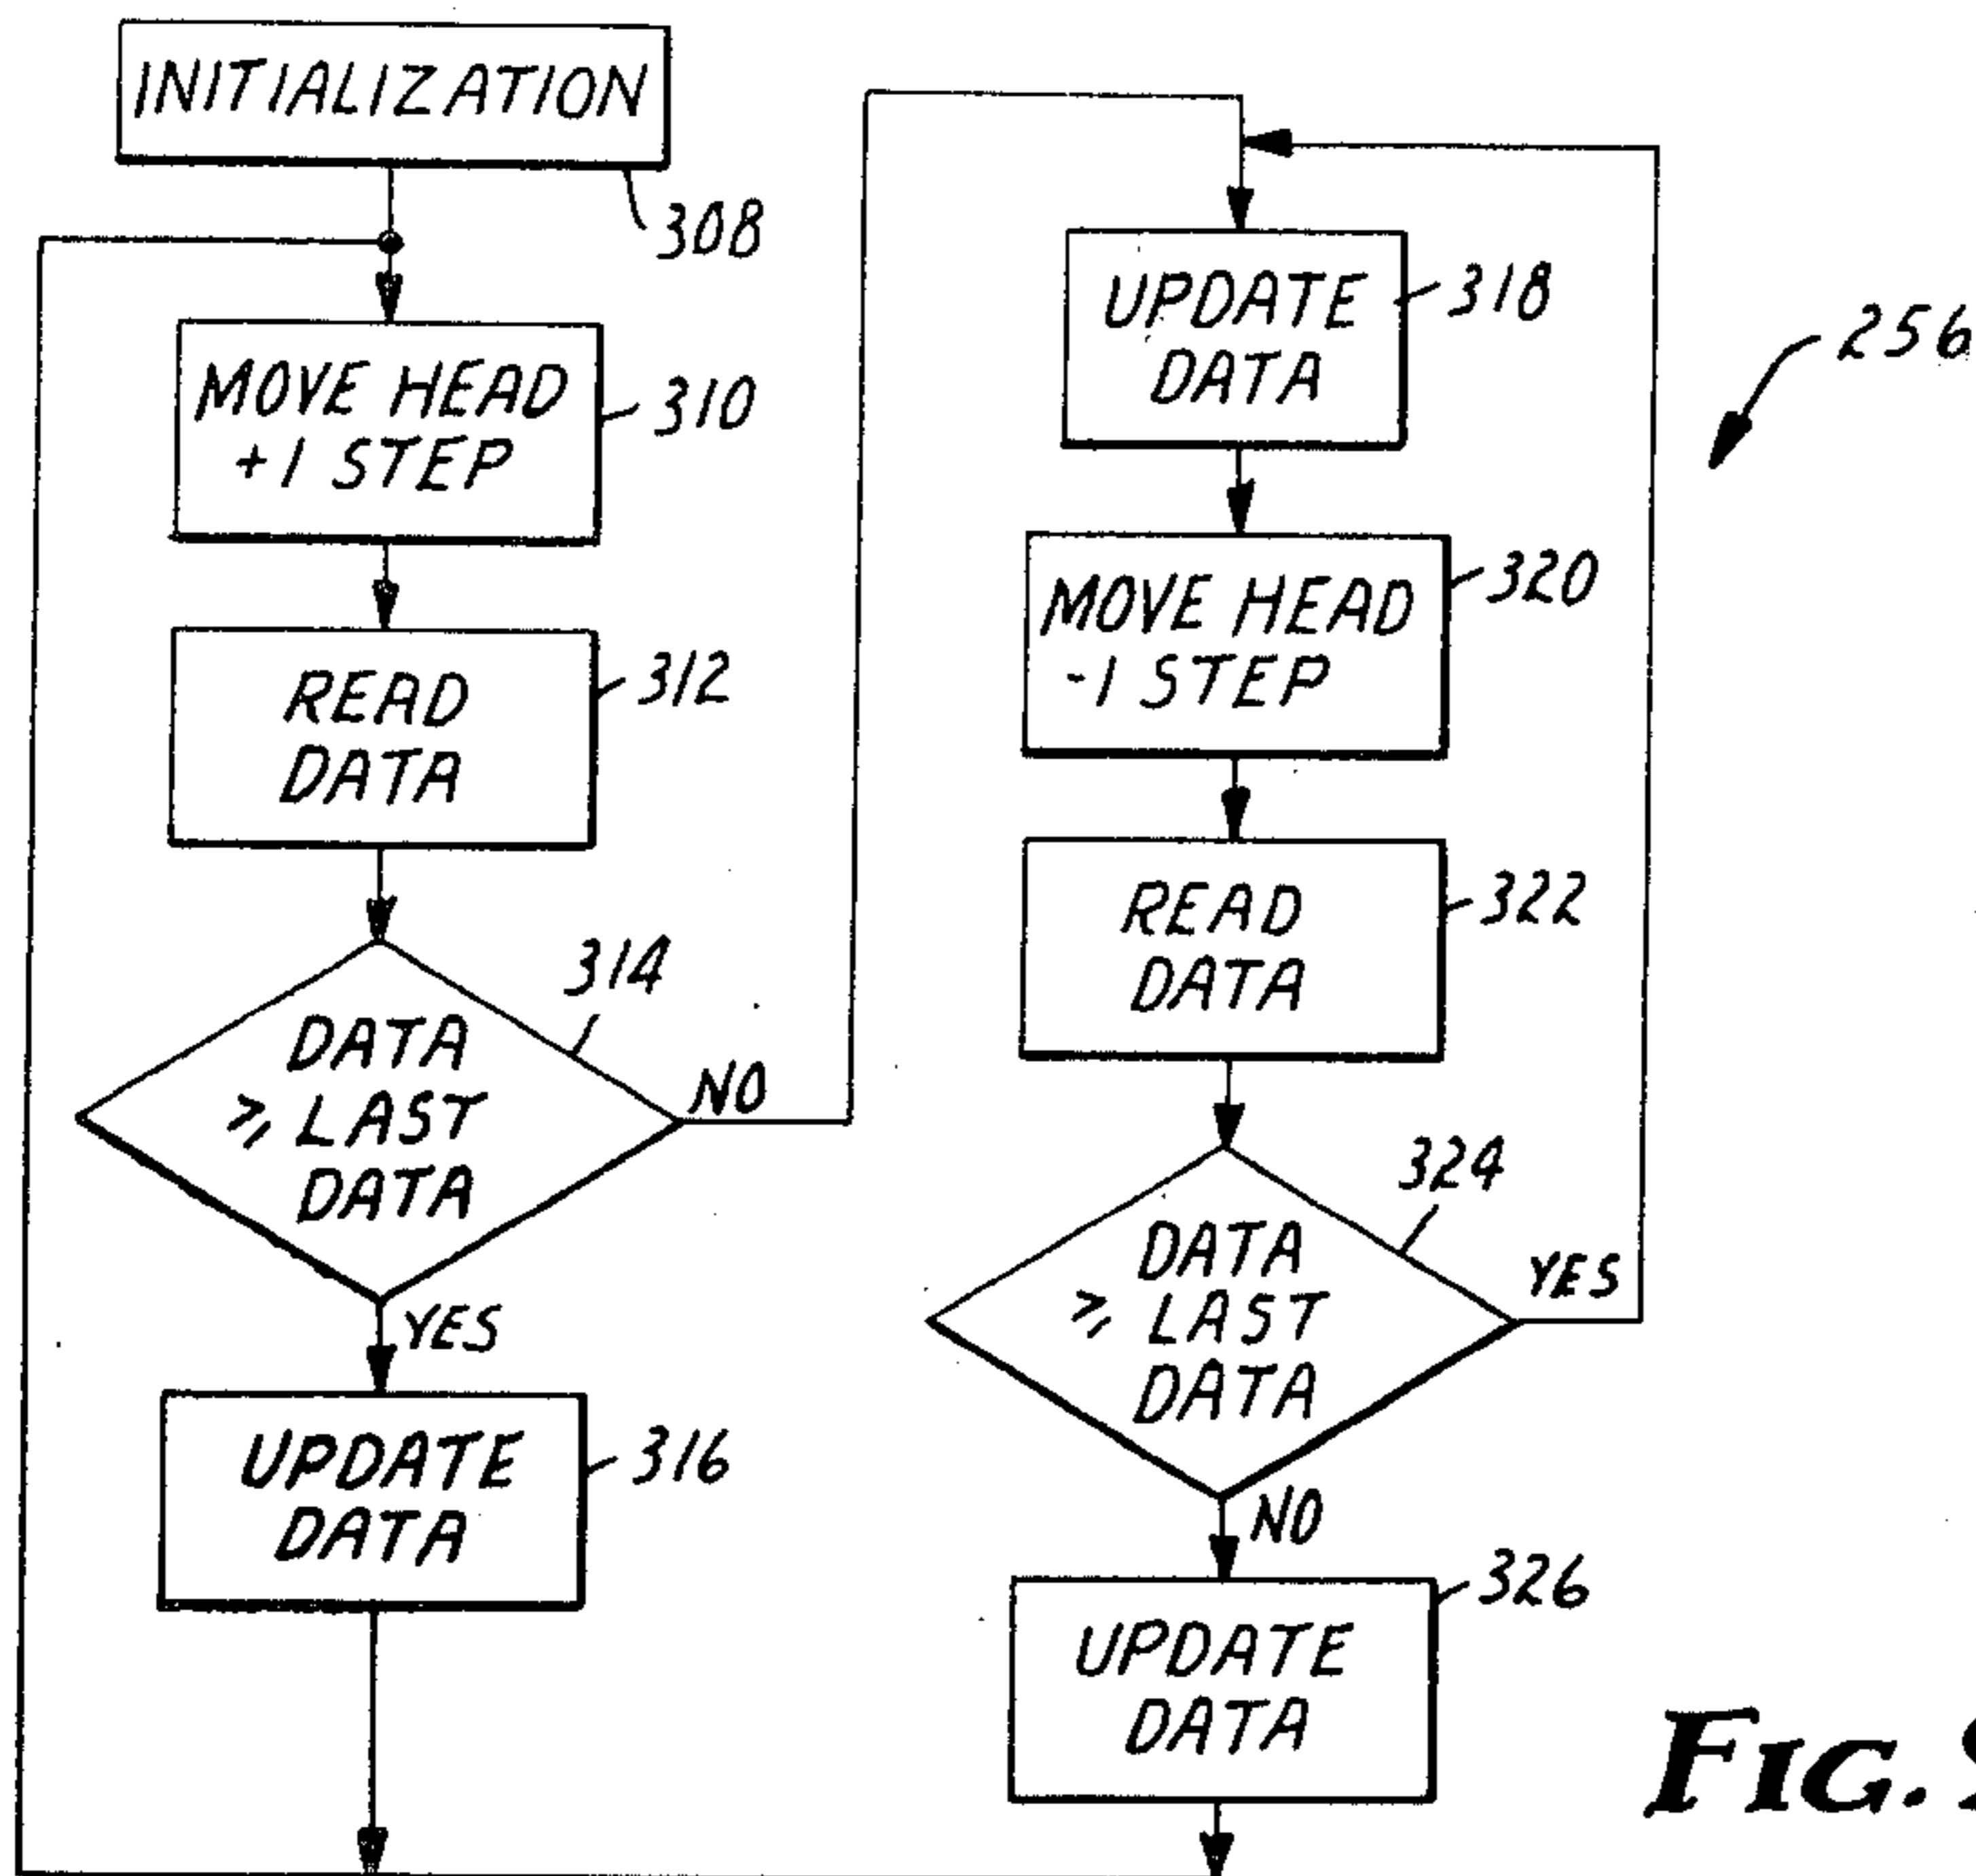 INITIALIZATION
308
MOVE HEAD
+1 STEP
310
READ
DATA
312
314
DATA
≥ LAST
DATA
NO
YES
UPDATE
DATA
316
UPDATE
DATA
318
256
MOVE HEAD
-1 STEP
320
READ
DATA
322
324
DATA
≥ LAST
DATA
YES
NO
UPDATE
DATA
326
FIG.